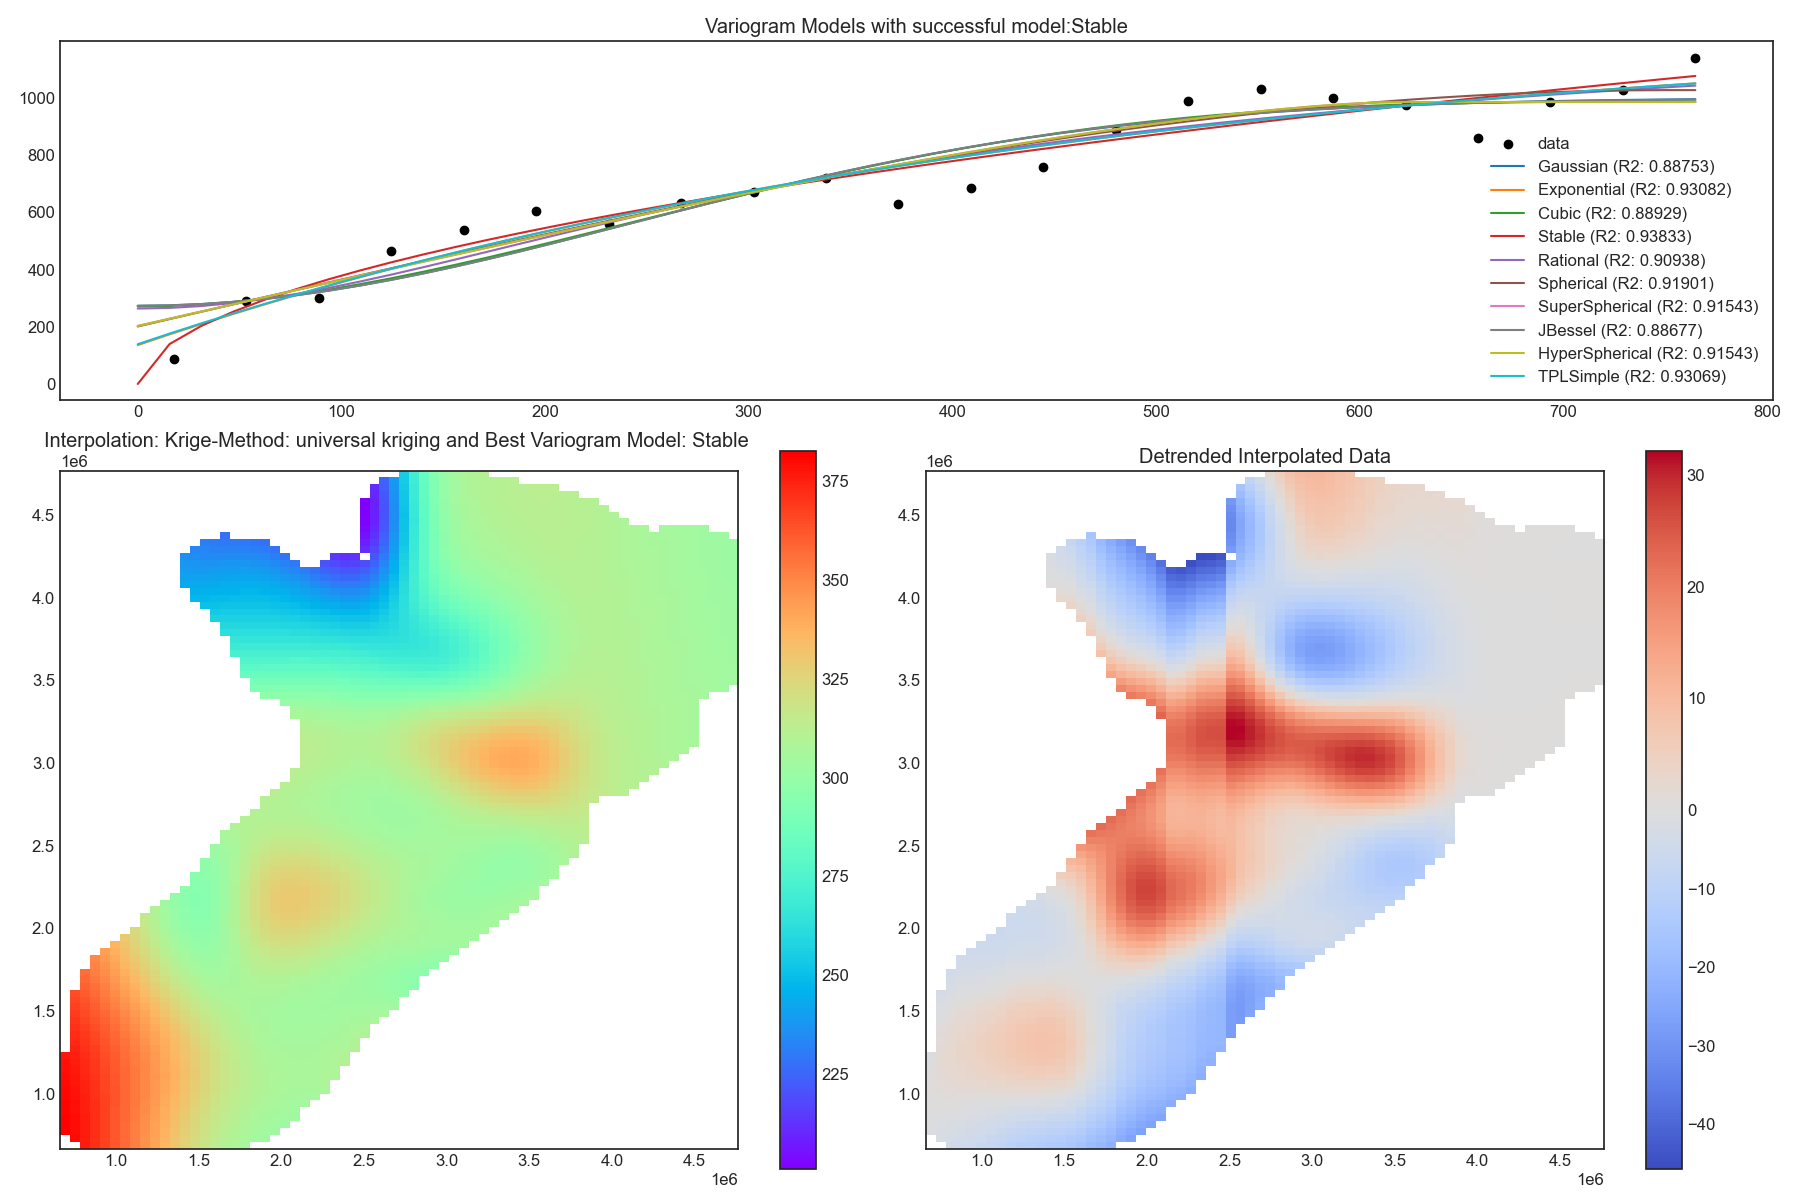 Variogram Models with successful model:Stable
1000
800
600
400
200
0
data
Gaussian (R2: 0.88753)
Exponential (R2: 0.93082)
Cubic (R2: 0.88929)
Stable (R2: 0.93833)
Rational (R2: 0.90938)
Spherical (R2: 0.91901)
SuperSpherical (R2: 0.91543)
JBessel (R2: 0.88677)
HyperSpherical (R2: 0.91543)
TPLSimple (R2: 0.93069)
0 100 200 300 400 500 600 700 800
Interpolation: Krige-Method: universal kriging and Best Variogram Model: Stable
1e6
4.5
4.0
3.5
3.0
2.5
2.0
1.5
1.0
1.0 1.5 2.0 2.5 3.0 3.5 4.0 4.5
1e6
375
350
325
300
275
250
225
Detrended Interpolated Data
1e6
4.5
4.0
3.5
3.0
2.5
2.0
1.5
1.0
1.0 1.5 2.0 2.5 3.0 3.5 4.0 4.5
1e6
30
20
10
0
−10
−20
−30
−40